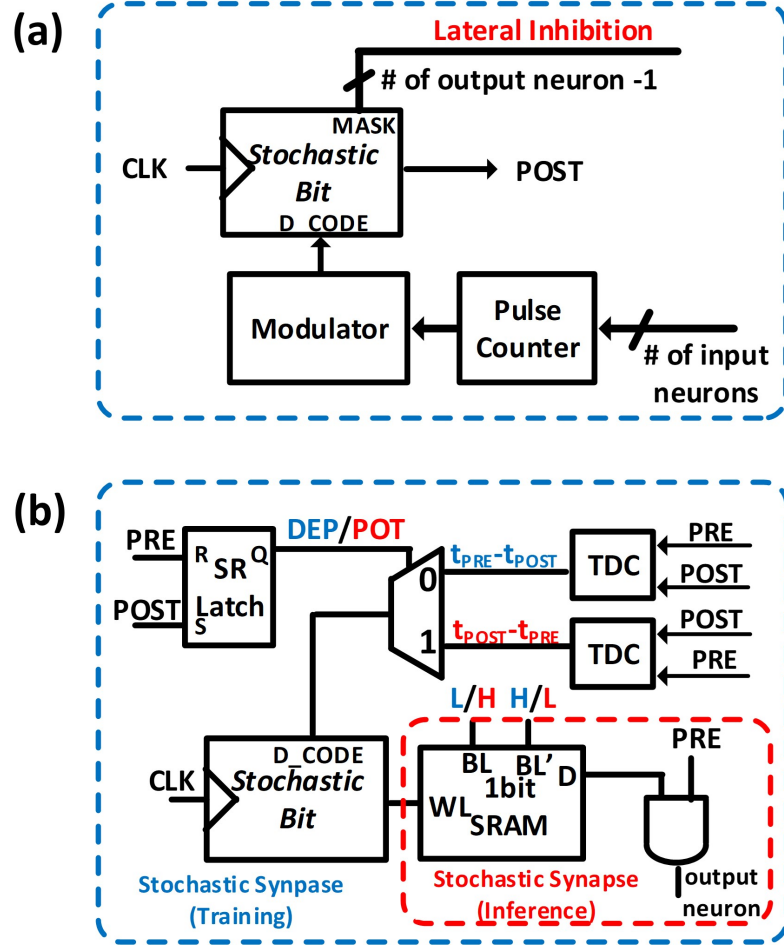 (a)
Lateral Inhibition
# of output neuron -1
MASK
CLK
Stochastic
Bit
POST
D_CODE
Modulator
Pulse
Counter
# of input
neurons
(b)
PRE
R
Q
SR
Latch
POST
S
DEP/POT
0
1
tPRE-tPOST
TDC
PRE
POST
tPOST-tPRE
TDC
POST
PRE
L/H
H/L
CLK
D_CODE
Stochastic
Bit
BL
BL’
D
1bit
WL
SRAM
PRE
output
neuron
Stochastic Synpase
(Training)
Stochastic Synapse
(Inference)